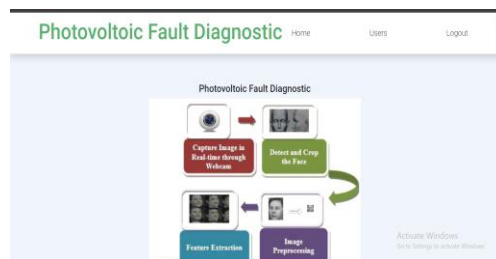 Photovoltoic Fault Diagnostic
Home
Users
Logout
Photovoltoic Fault Diagnostic
Capture Image in
Real-time through
Webcam
Detect and Crop
the Face
Feature Extraction
Image
Preprocening
Activate Windows
Go to Settings to activate Windows.